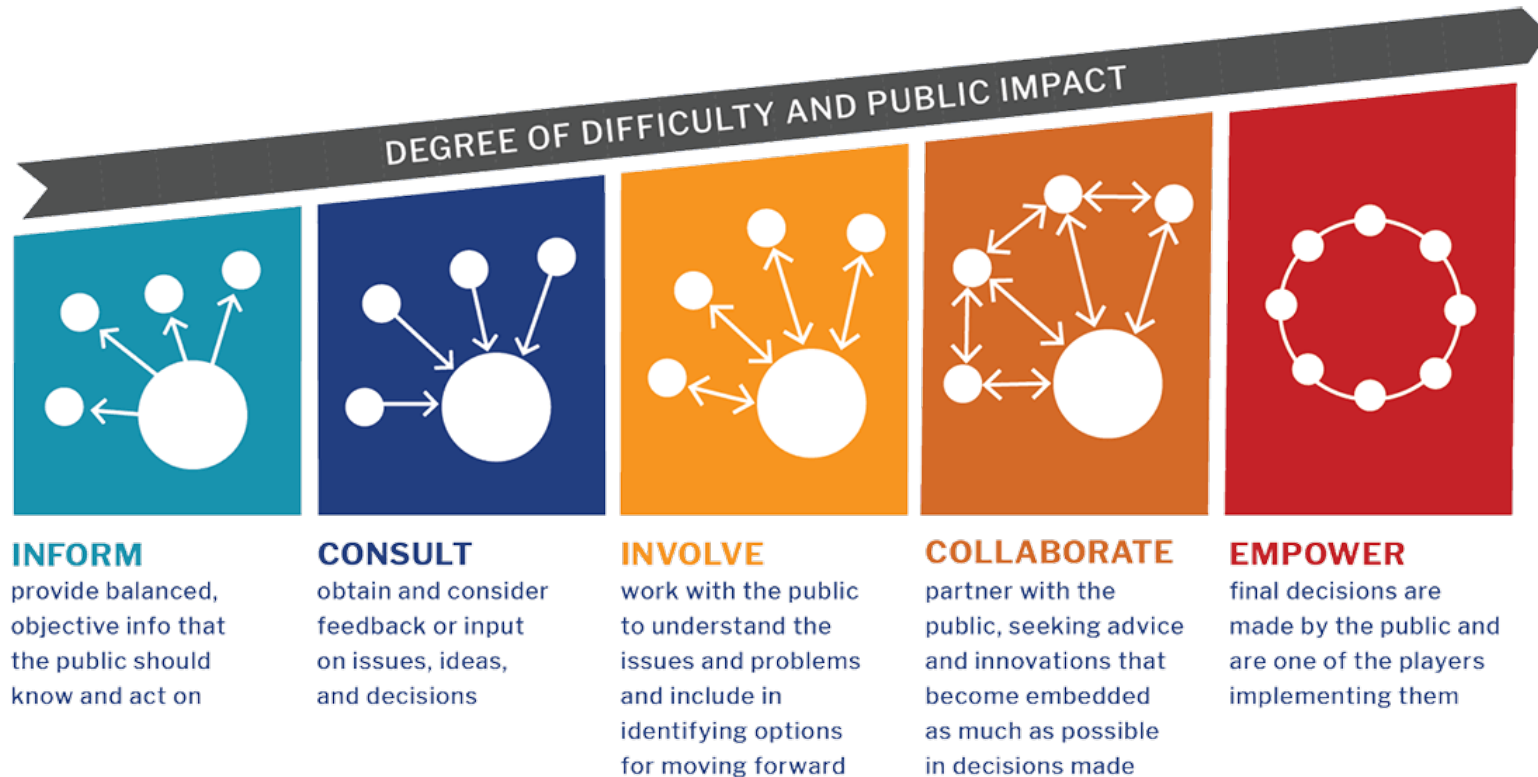 DEGREE OF DIFFICULTY AND PUBLIC IMPACT
INFORM
provide balanced,
objective info that
the public should
know and act on
CONSULT
obtain and consider
feedback or input
on issues, ideas,
and decisions
INVOLVE
work with the public
to understand the
issues and problems
and include in
identifying options
for moving forward
COLLABORATE
partner with the
public, seeking advice
and innovations that
become embedded
as much as possible
in decisions made
EMPOWER
final decisions are
made by the public and
are one of the players
implementing them